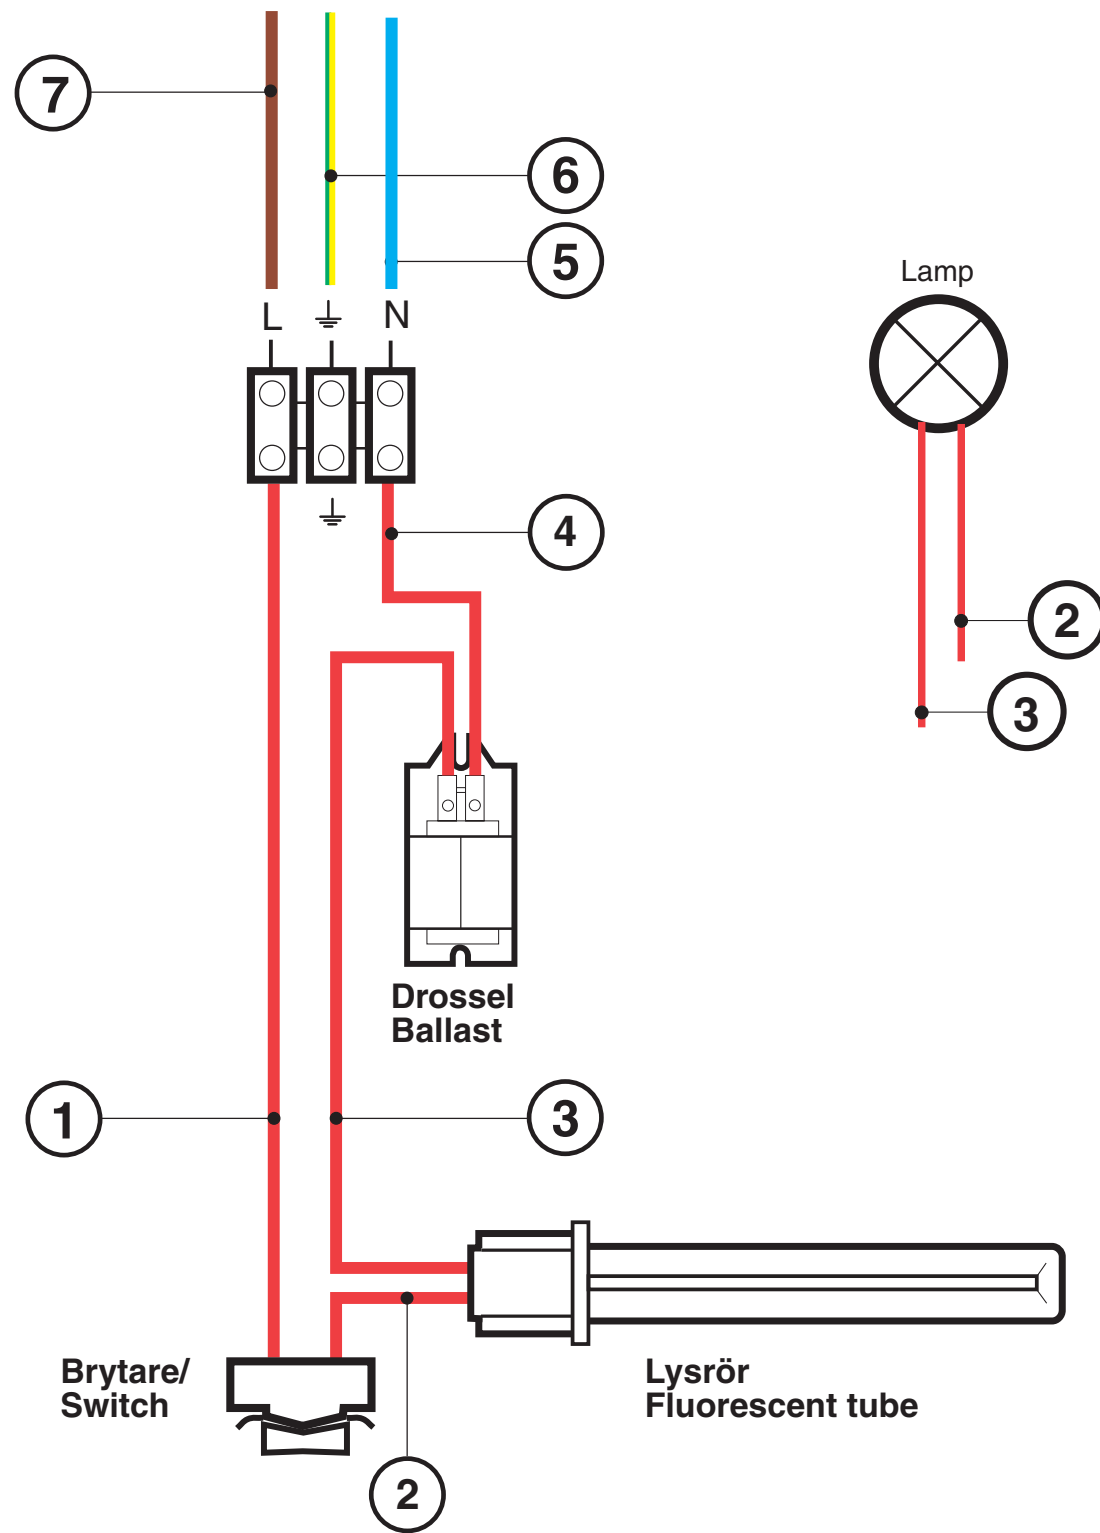 7
6
5
L
N
Lamp
4
2
3
Drossel
Ballast
1
3
Brytare/
Switch
Lysrör
Fluorescent tube
2